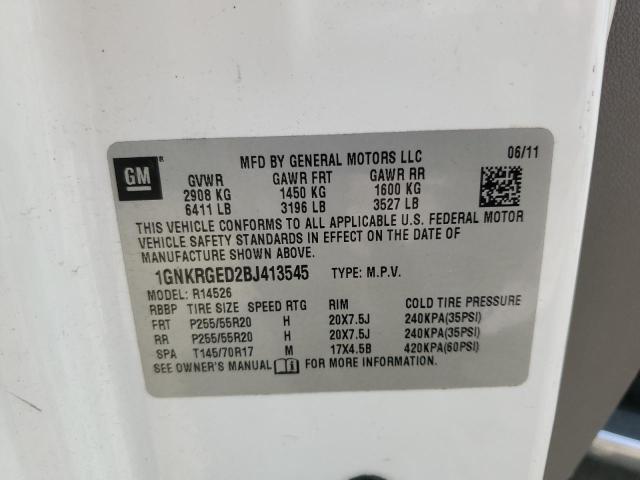 GM ®
MFD BY GENERAL MOTORS LLC 06/11
GVWR GAWR FRT GAWR RR
2908 KG 1450 KG 1600 KG
6411 LB 3196 LB 3527 LB
THIS VEHICLE CONFORMS TO ALL APPLICABLE U.S. FEDERAL MOTOR
VEHICLE SAFETY STANDARDS IN EFFECT ON THE DATE OF
MANUFACTURE SHOWN ABOVE.
1GNKRGED2BJ413545 TYPE: M.P.V.
MODEL: R14526
RBBP TIRE SIZE SPEED RTG RIM COLD TIRE PRESSURE
FRT P255/55R20 H 20X7.5J 240KPA(35PSI)
RR P255/55R20 H 20X7.5J 240KPA(35PSI)
SPA T145/70R17 M 17X4.5B 420KPA(60PSI)
SEE OWNER'S MANUAL FOR MORE INFORMATION.